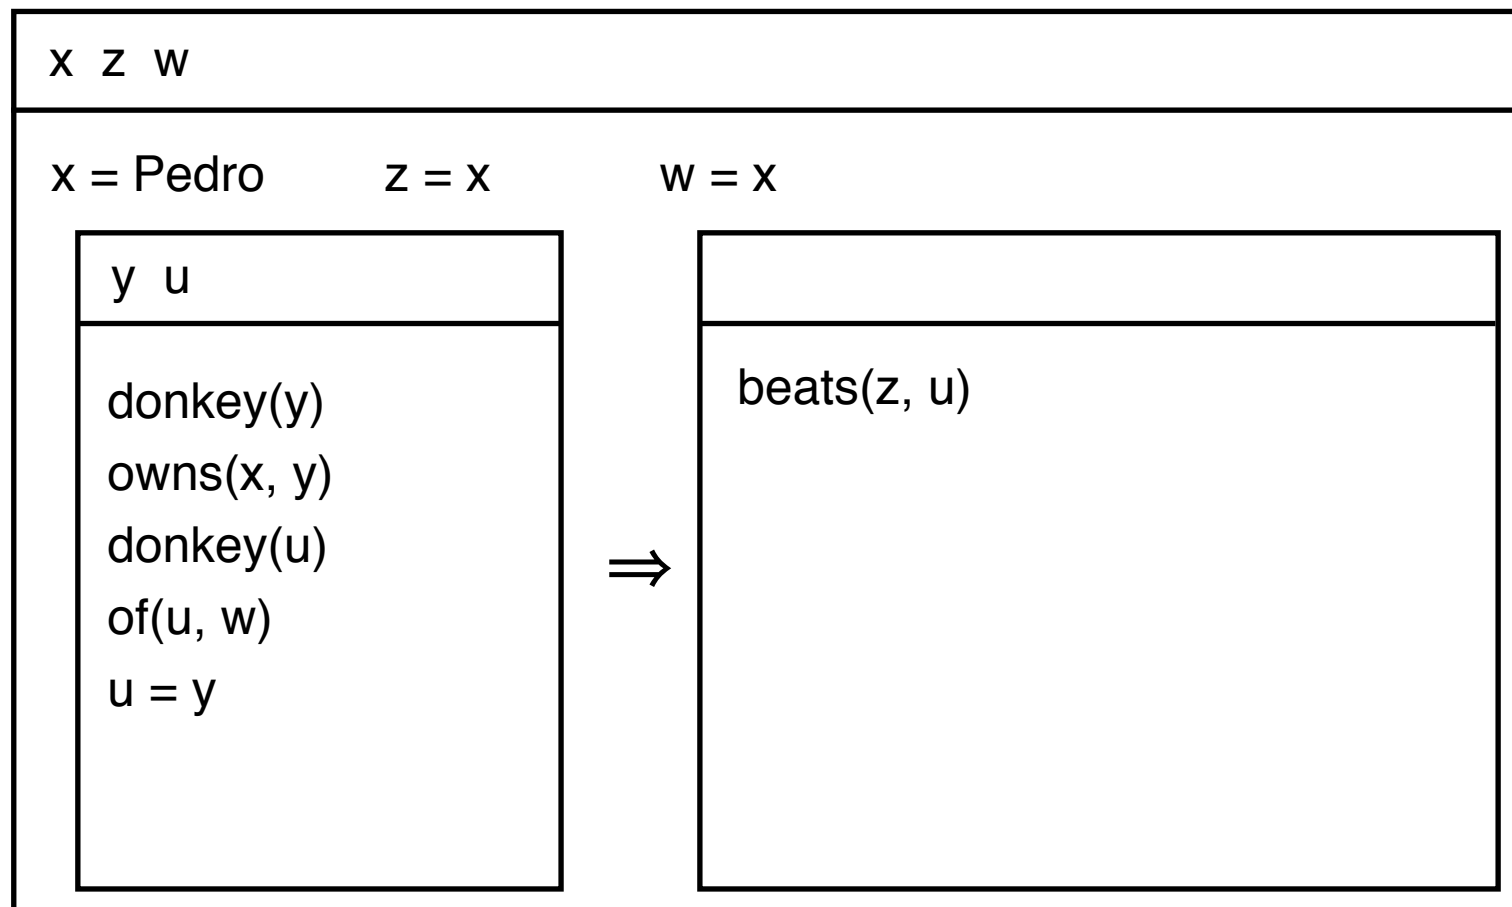 x z w
x = Pedro z = x w = x
y u
donkey(y)
owns(x, y)
donkey(u)
of(u, w)
u = y
⇒
beats(z, u)